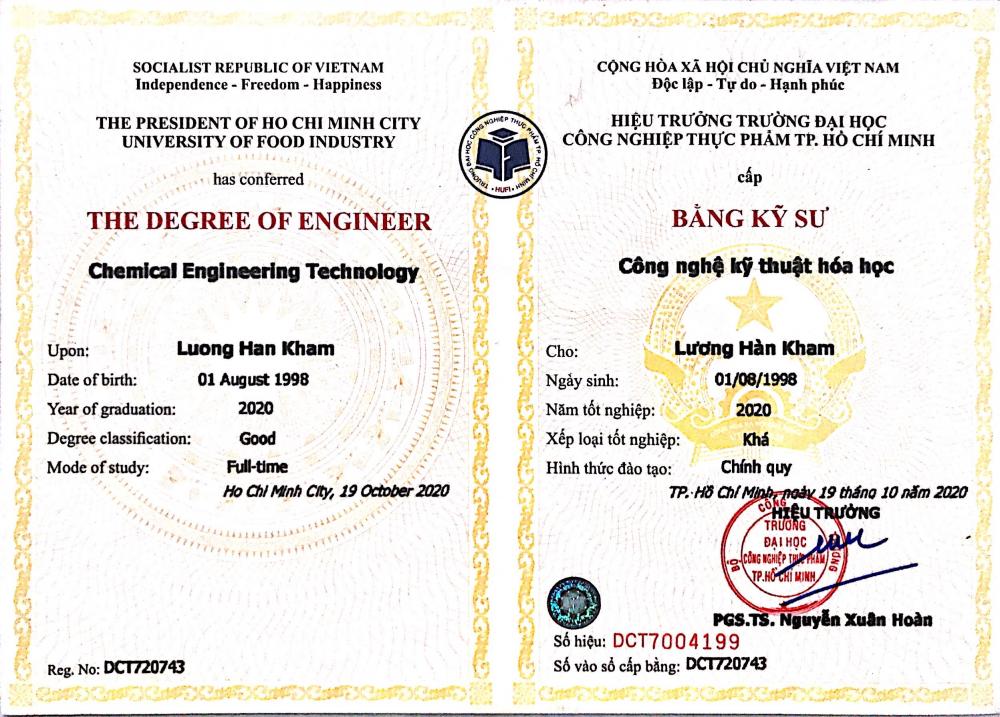 SOCIALIST REPUBLIC OF VIETNAM
Independence - Freedom - Happiness
THE PRESIDENT OF HO CHI MINH CITY
UNIVERSITY OF FOOD INDUSTRY
has conferred
THE DEGREE OF ENGINEER
Chemical Engineering Technology
Upon: Luong Han Kham
Date of birth: 01 August 1998
Year of graduation: 2020
Degree classification: Good
Mode of study: Full-time
Ho Chi Minh City, 19 October 2020
Reg. No: DCT720743
TRƯỜNG ĐẠI HỌC CÔNG NGHIỆP THỰC PHẨM TP HỒ CHÍ MINH
HUFI
CỘNG HÒA XÃ HỘI CHỦ NGHĨA VIỆT NAM
Độc lập - Tự do - Hạnh phúc
HIỆU TRƯỞNG TRƯỜNG ĐẠI HỌC
CÔNG NGHIỆP THỰC PHẨM TP. HỒ CHÍ MINH
cấp
BẰNG KỸ SƯ
Công nghệ kỹ thuật hóa học
Cho: Lương Hàn Kham
Ngày sinh: 01/08/1998
Năm tốt nghiệp: 2020
Xếp loại tốt nghiệp: Khá
Hình thức đào tạo: Chính quy
TP. Hồ Chí Minh, ngày 19 tháng 10 năm 2020
HIỆU TRƯỞNG
BỘ CÔNG THƯƠNG
TRƯỜNG
ĐẠI HỌC
CÔNG NGHIỆP THỰC PHẨM
TP.HỒ CHÍ MINH
PGS.TS. Nguyễn Xuân Hoàn
Số hiệu: DCT7004199
Số vào sổ cấp bằng: DCT720743